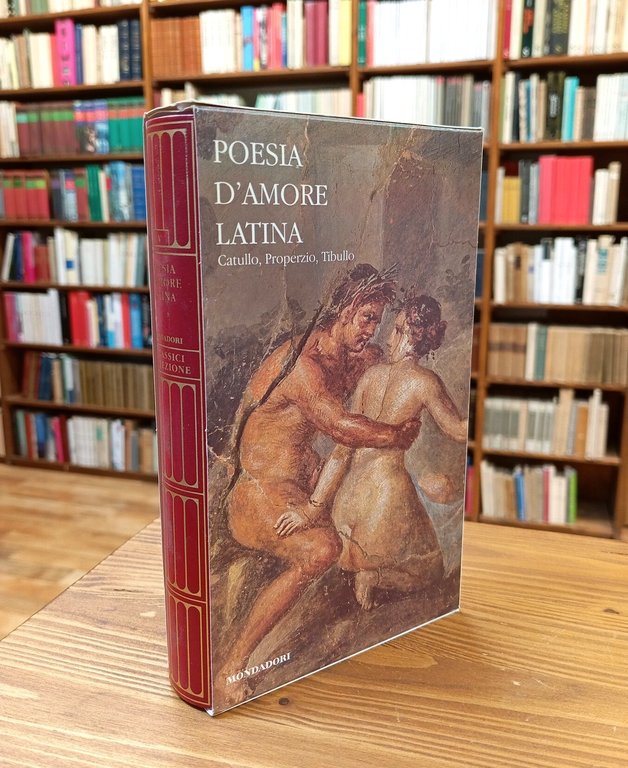 POESIA
D'AMORE
LATINA
Catullo, Properzio, Tibullo
MONDADORI